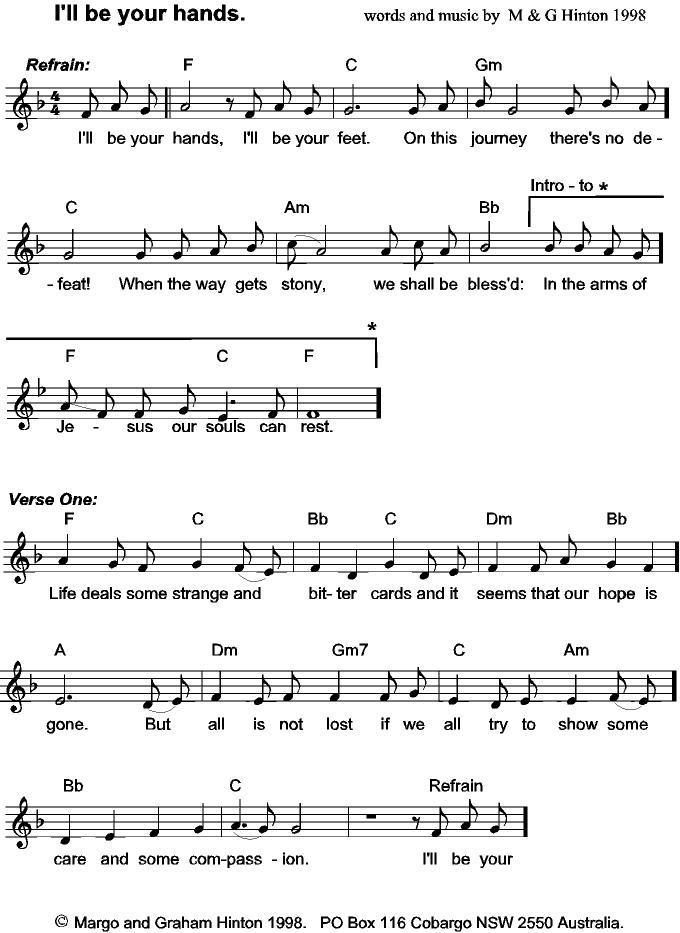 I'll be your hands. words and music by M & G Hinton 1998
Refrain: F C Gm
4
4
I'll be your hands, I'll be your feet. On this journey there's no de -
Intro - to *
C Am Bb
- feat! When the way gets stony, we shall be bless'd: In the arms of
*
F C F
Je - sus our souls can rest.
Verse One:
F C Bb C Dm Bb
Life deals some strange and bit- ter cards and it seems that our hope is
A Dm Gm7 C Am
gone. But all is not lost if we all try to show some
Bb C Refrain
care and some com-pass - ion. I'll be your
© Margo and Graham Hinton 1998. PO Box 116 Cobargo NSW 2550 Australia.